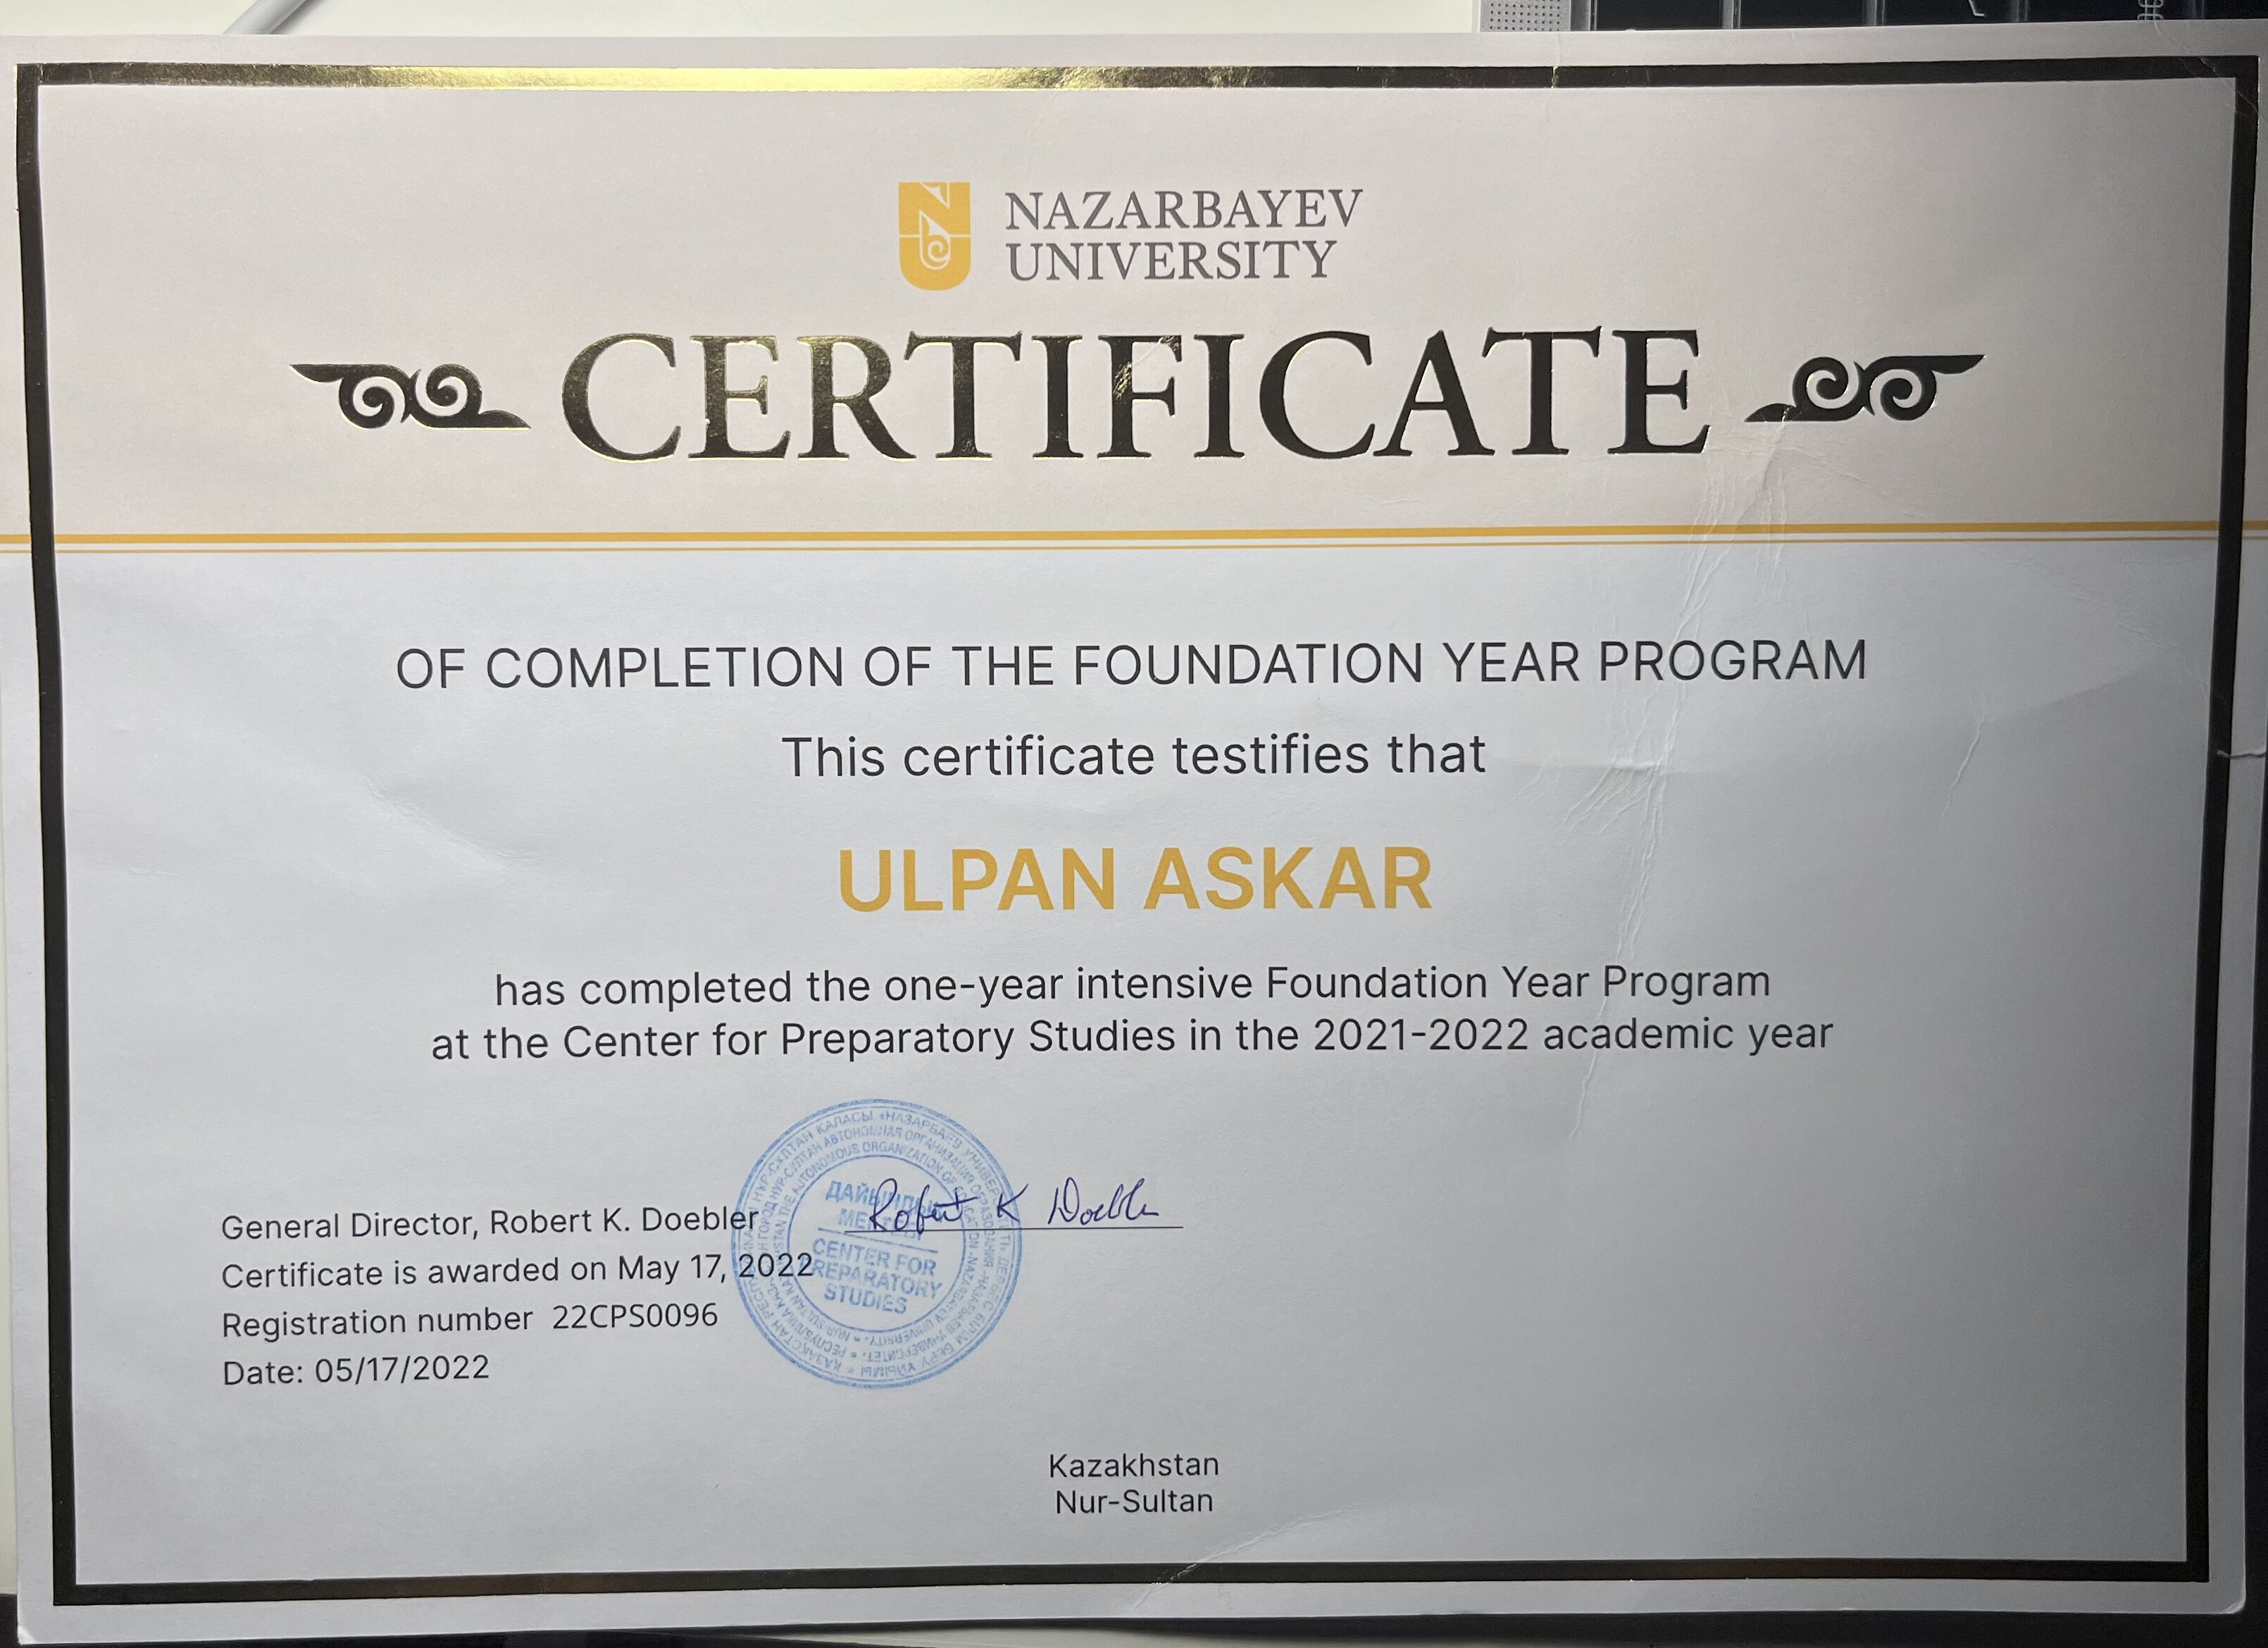 NAZARBAYEV
UNIVERSITY
CERTIFICATE
OF COMPLETION OF THE FOUNDATION YEAR PROGRAM
This certificate testifies that
ULPAN ASKAR
has completed the one-year intensive Foundation Year Program
at the Center for Preparatory Studies in the 2021-2022 academic year
General Director, Robert K. Doebler
Robert K Doebler
Certificate is awarded on May 17, 2022
Registration number 22CPS0096
Date: 05/17/2022
CENTER FOR
PREPARATORY
STUDIES
Kazakhstan
Nur-Sultan